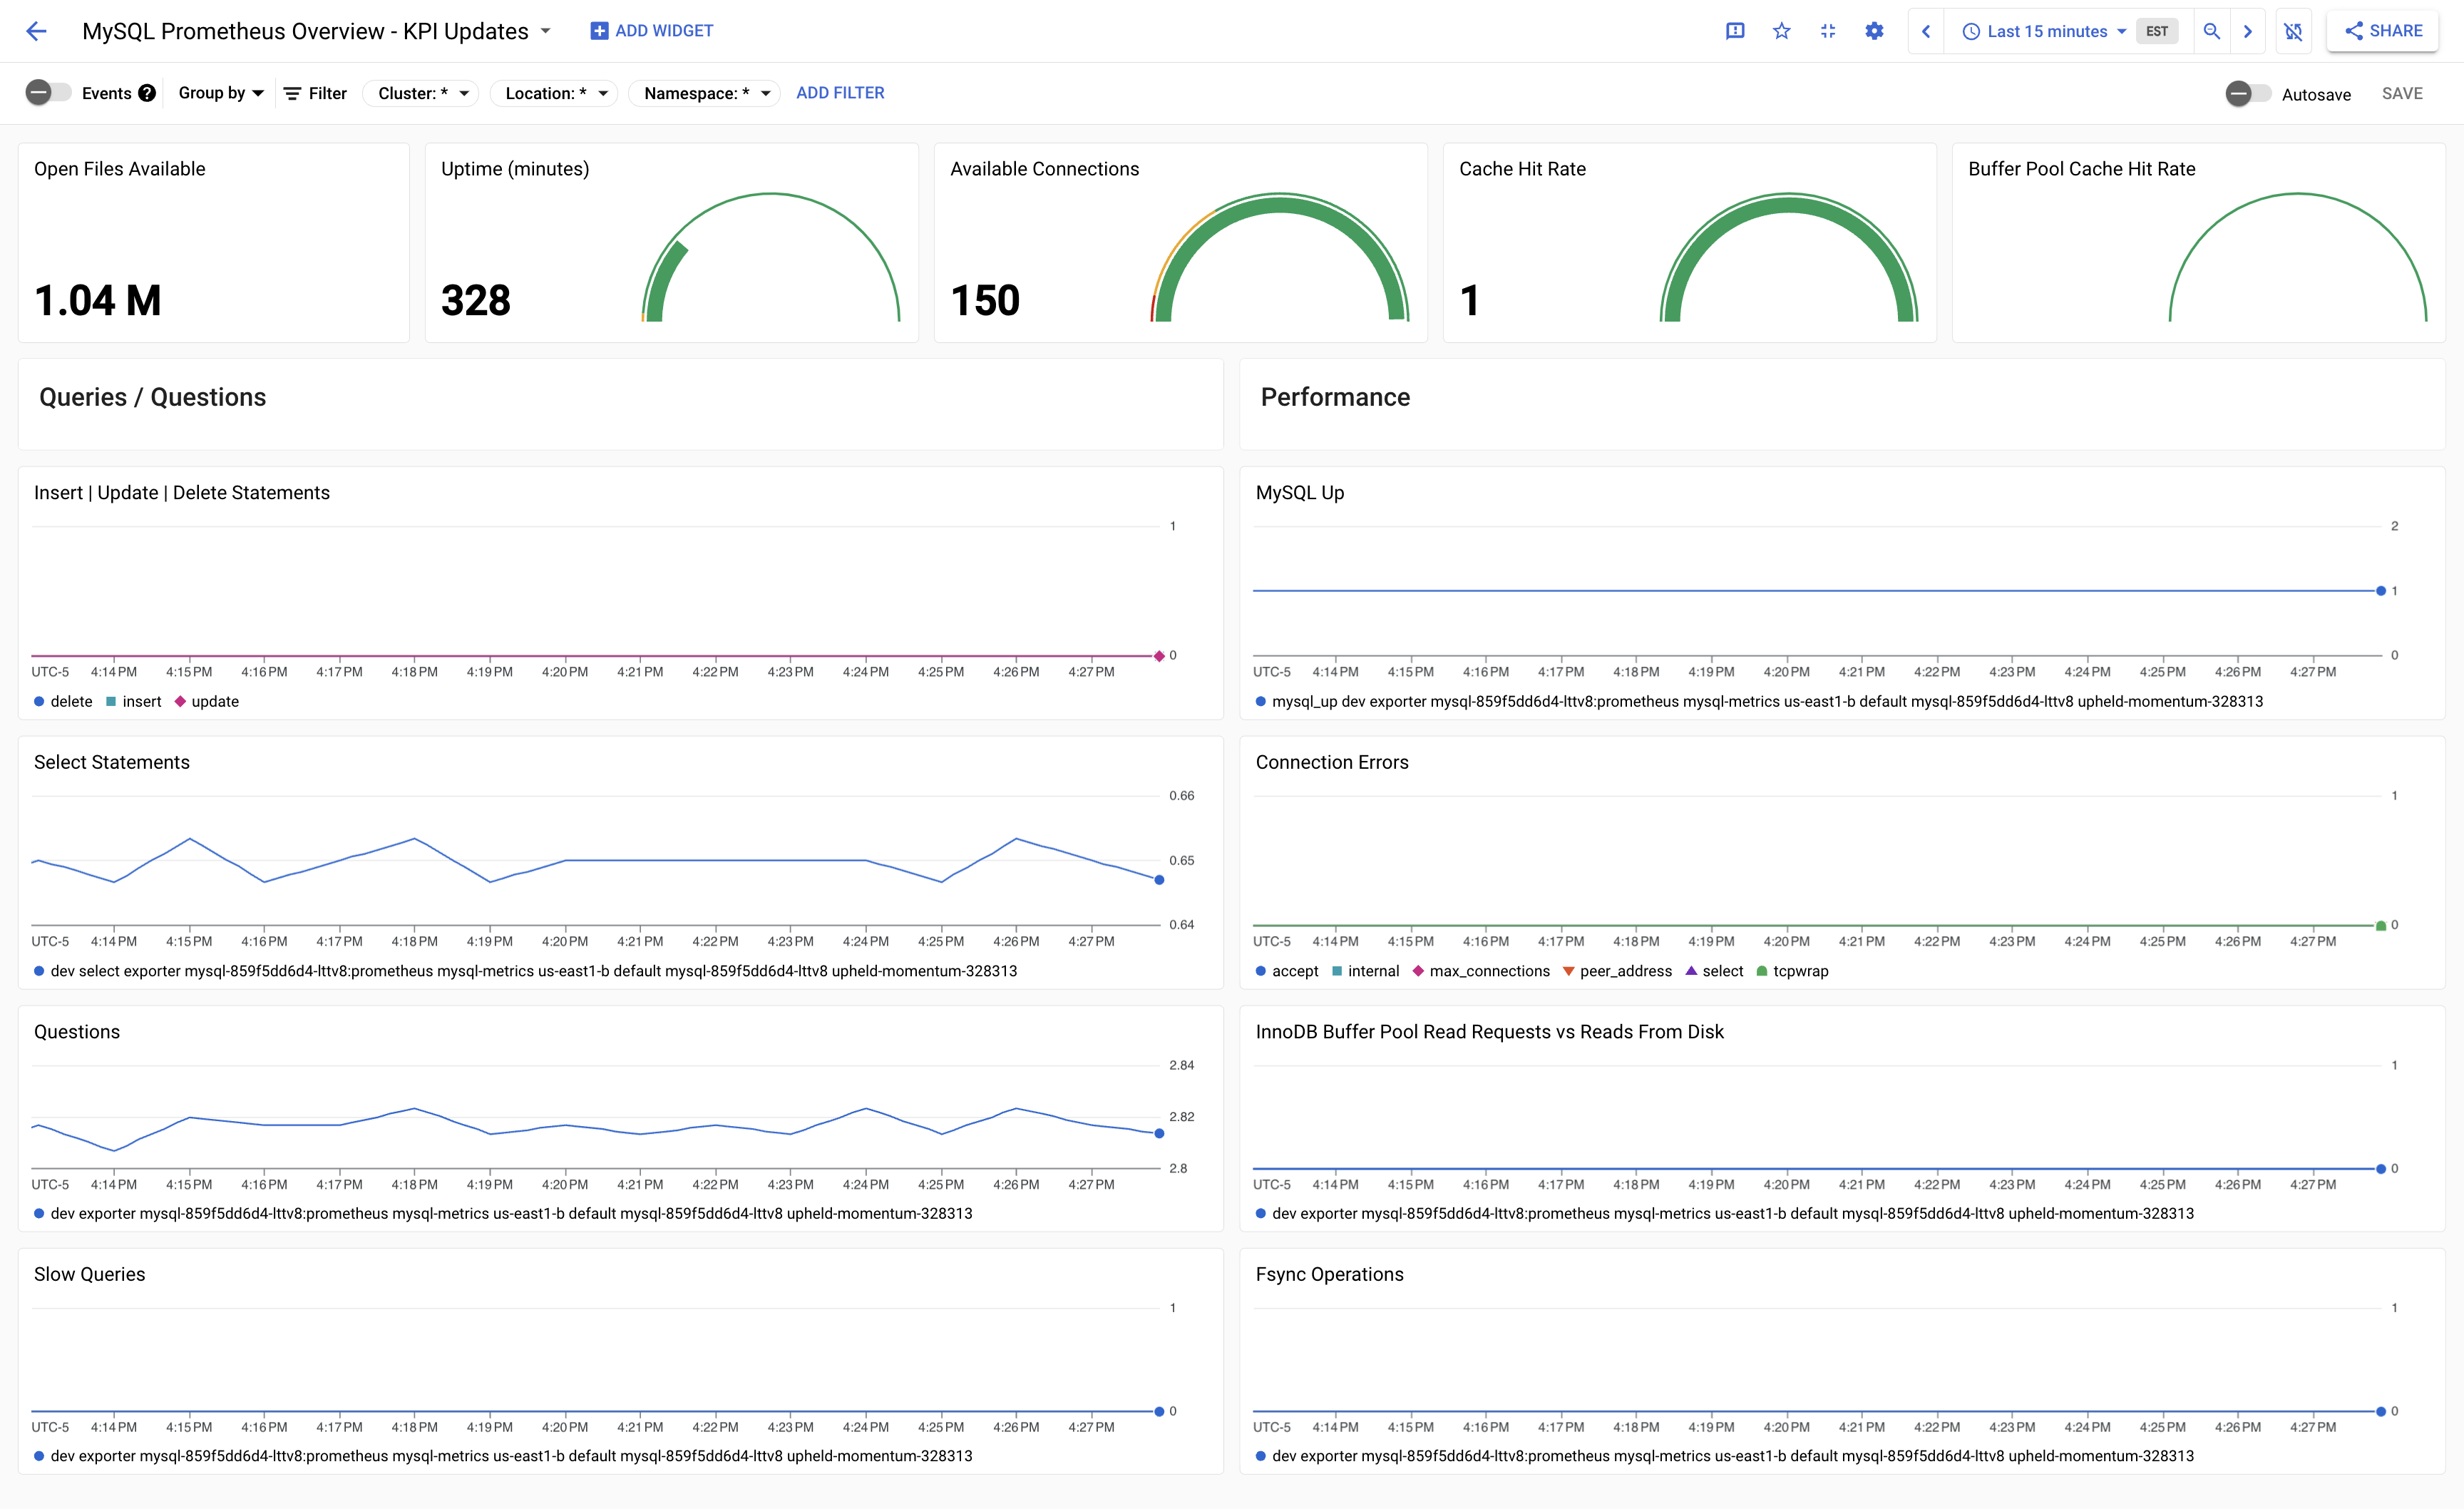 MySQL Prometheus Overview - KPI Updates
ADD WIDGET
Last 15 minutes
EST
SHARE
Events
Group by
Filter
Cluster: *
Location: *
Namespace: *
ADD FILTER
Autosave
SAVE
Open Files Available
1.04 M
Uptime (minutes)
328
Available Connections
150
Cache Hit Rate
1
Buffer Pool Cache Hit Rate
Queries / Questions
Performance
Insert | Update | Delete Statements
1
0
UTC-5 4:14 PM 4:15 PM 4:16 PM 4:17 PM 4:18 PM 4:19 PM 4:20 PM 4:21 PM 4:22 PM 4:23 PM 4:24 PM 4:25 PM 4:26 PM 4:27 PM
delete insert update
MySQL Up
2
1
0
UTC-5 4:14 PM 4:15 PM 4:16 PM 4:17 PM 4:18 PM 4:19 PM 4:20 PM 4:21 PM 4:22 PM 4:23 PM 4:24 PM 4:25 PM 4:26 PM 4:27 PM
mysql_up dev exporter mysql-859f5dd6d4-lttv8:prometheus mysql-metrics us-east1-b default mysql-859f5dd6d4-lttv8 upheld-momentum-328313
Select Statements
0.66
0.65
0.64
UTC-5 4:14 PM 4:15 PM 4:16 PM 4:17 PM 4:18 PM 4:19 PM 4:20 PM 4:21 PM 4:22 PM 4:23 PM 4:24 PM 4:25 PM 4:26 PM 4:27 PM
dev select exporter mysql-859f5dd6d4-lttv8:prometheus mysql-metrics us-east1-b default mysql-859f5dd6d4-lttv8 upheld-momentum-328313
Connection Errors
1
0
UTC-5 4:14 PM 4:15 PM 4:16 PM 4:17 PM 4:18 PM 4:19 PM 4:20 PM 4:21 PM 4:22 PM 4:23 PM 4:24 PM 4:25 PM 4:26 PM 4:27 PM
accept internal max_connections peer_address select tcpwrap
Questions
2.84
2.82
2.8
UTC-5 4:14 PM 4:15 PM 4:16 PM 4:17 PM 4:18 PM 4:19 PM 4:20 PM 4:21 PM 4:22 PM 4:23 PM 4:24 PM 4:25 PM 4:26 PM 4:27 PM
dev exporter mysql-859f5dd6d4-lttv8:prometheus mysql-metrics us-east1-b default mysql-859f5dd6d4-lttv8 upheld-momentum-328313
InnoDB Buffer Pool Read Requests vs Reads From Disk
1
0
UTC-5 4:14 PM 4:15 PM 4:16 PM 4:17 PM 4:18 PM 4:19 PM 4:20 PM 4:21 PM 4:22 PM 4:23 PM 4:24 PM 4:25 PM 4:26 PM 4:27 PM
dev exporter mysql-859f5dd6d4-lttv8:prometheus mysql-metrics us-east1-b default mysql-859f5dd6d4-lttv8 upheld-momentum-328313
Slow Queries
1
0
UTC-5 4:14 PM 4:15 PM 4:16 PM 4:17 PM 4:18 PM 4:19 PM 4:20 PM 4:21 PM 4:22 PM 4:23 PM 4:24 PM 4:25 PM 4:26 PM 4:27 PM
dev exporter mysql-859f5dd6d4-lttv8:prometheus mysql-metrics us-east1-b default mysql-859f5dd6d4-lttv8 upheld-momentum-328313
Fsync Operations
1
0
UTC-5 4:14 PM 4:15 PM 4:16 PM 4:17 PM 4:18 PM 4:19 PM 4:20 PM 4:21 PM 4:22 PM 4:23 PM 4:24 PM 4:25 PM 4:26 PM 4:27 PM
dev exporter mysql-859f5dd6d4-lttv8:prometheus mysql-metrics us-east1-b default mysql-859f5dd6d4-lttv8 upheld-momentum-328313